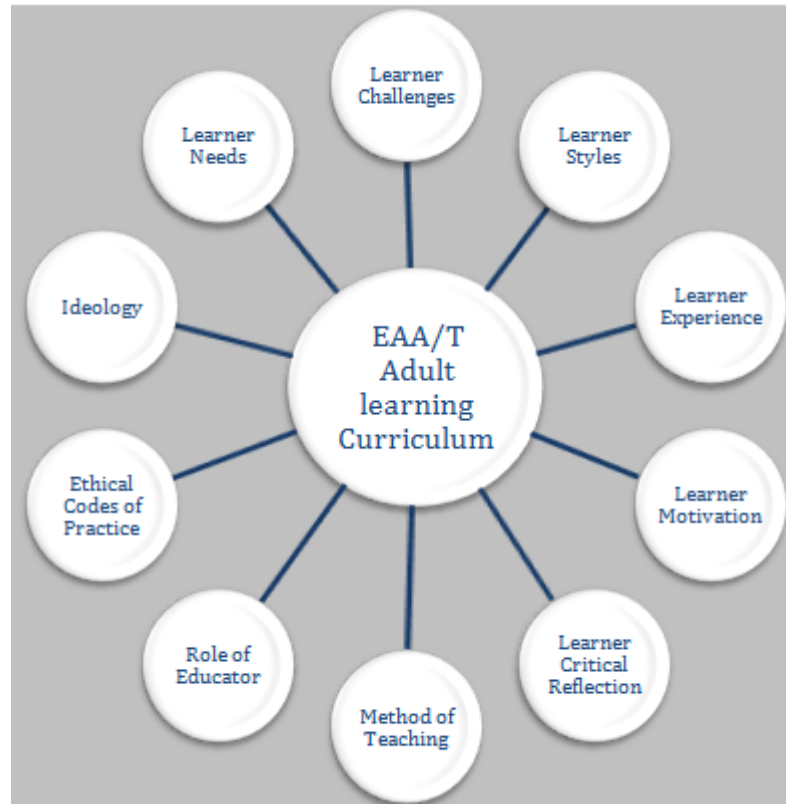 Learner
Challenges
Learner
Styles
Learner
Experience
Learner
Motivation
Learner
Critical
Reflection
Method of
Teaching
Role of
Educator
Ethical
Codes of
Practice
Ideology
Learner
Needs
EAA/T
Adult
learning
Curriculum